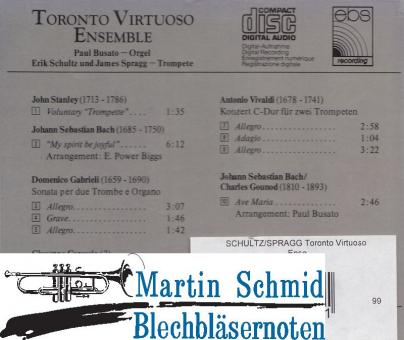 TORONTO VIRTUOSO
ENSEMBLE
Paul Busato – Orgel
Erik Schultz und James Spragg – Trompete
COMPACT
disc
DIGITAL AUDIO
Digital-Aufnahme
Digital Recording
Enregistrement numérique
Registrazione digitale
ebs
recording
John Stanley (1713 - 1786)
1 Voluntary "Trompette" .... 1:35
Johann Sebastian Bach (1685 - 1750)
2 "My spirit be joyful" ...... 6:12
Arrangement: E. Power Biggs
Domenico Gabrieli (1659 - 1690)
Sonata per due Trombe e Organo
3 Allegro ............ 3:07
4 Grave ............ 1:46
5 Allegro ............ 1:42
Antonio Vivaldi (1678 - 1741)
Konzert C-Dur für zwei Trompeten
7 Allegro ............ 2:58
8 Adagio ............ 1:04
9 Allegro ............ 3:22
Johann Sebastian Bach/
Charles Gounod (1810 - 1893)
10 Ave Maria ............ 2:46
Arrangement: Paul Busato
SCHULTZ/SPRAGG Toronto Virtuoso
99
1
Martin Schmid
Blechbläsernoten